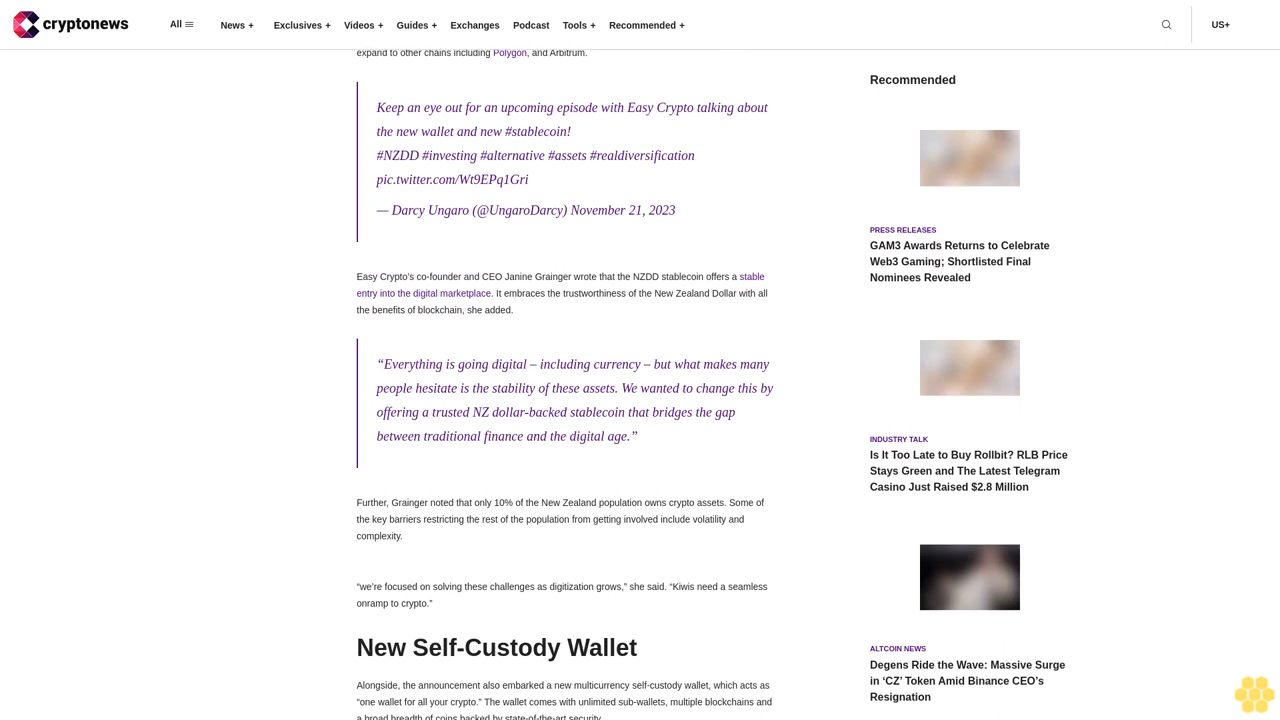 cryptonews
All
News +
Exclusives +
Videos +
Guides +
Exchanges
Podcast
Tools +
Recommended +
US+
expand to other chains including Polygon, and Arbitrum.
Keep an eye out for an upcoming episode with Easy Crypto talking about
the new wallet and new #stablecoin!
#NZDD #investing #alternative #assets #realdiversification
pic.twitter.com/Wt9EPq1Gri
— Darcy Ungaro (@UngaroDarcy) November 21, 2023
Easy Crypto's co-founder and CEO Janine Grainger wrote that the NZDD stablecoin offers a stable
entry into the digital marketplace. It embraces the trustworthiness of the New Zealand Dollar with all
the benefits of blockchain, she added.
“Everything is going digital – including currency – but what makes many
people hesitate is the stability of these assets. We wanted to change this by
offering a trusted NZ dollar-backed stablecoin that bridges the gap
between traditional finance and the digital age.”
Further, Grainger noted that only 10% of the New Zealand population owns crypto assets. Some of
the key barriers restricting the rest of the population from getting involved include volatility and
complexity.
“we're focused on solving these challenges as digitization grows,” she said. “Kiwis need a seamless
onramp to crypto.”
New Self-Custody Wallet
Alongside, the announcement also embarked a new multicurrency self-custody wallet, which acts as
“one wallet for all your crypto.” The wallet comes with unlimited sub-wallets, multiple blockchains and
a broad breadth of coins backed by state-of-the-art security.
Recommended
PRESS RELEASES
GAM3 Awards Returns to Celebrate
Web3 Gaming; Shortlisted Final
Nominees Revealed
INDUSTRY TALK
Is It Too Late to Buy Rollbit? RLB Price
Stays Green and The Latest Telegram
Casino Just Raised $2.8 Million
ALTCOIN NEWS
Degens Ride the Wave: Massive Surge
in ‘CZ’ Token Amid Binance CEO's
Resignation